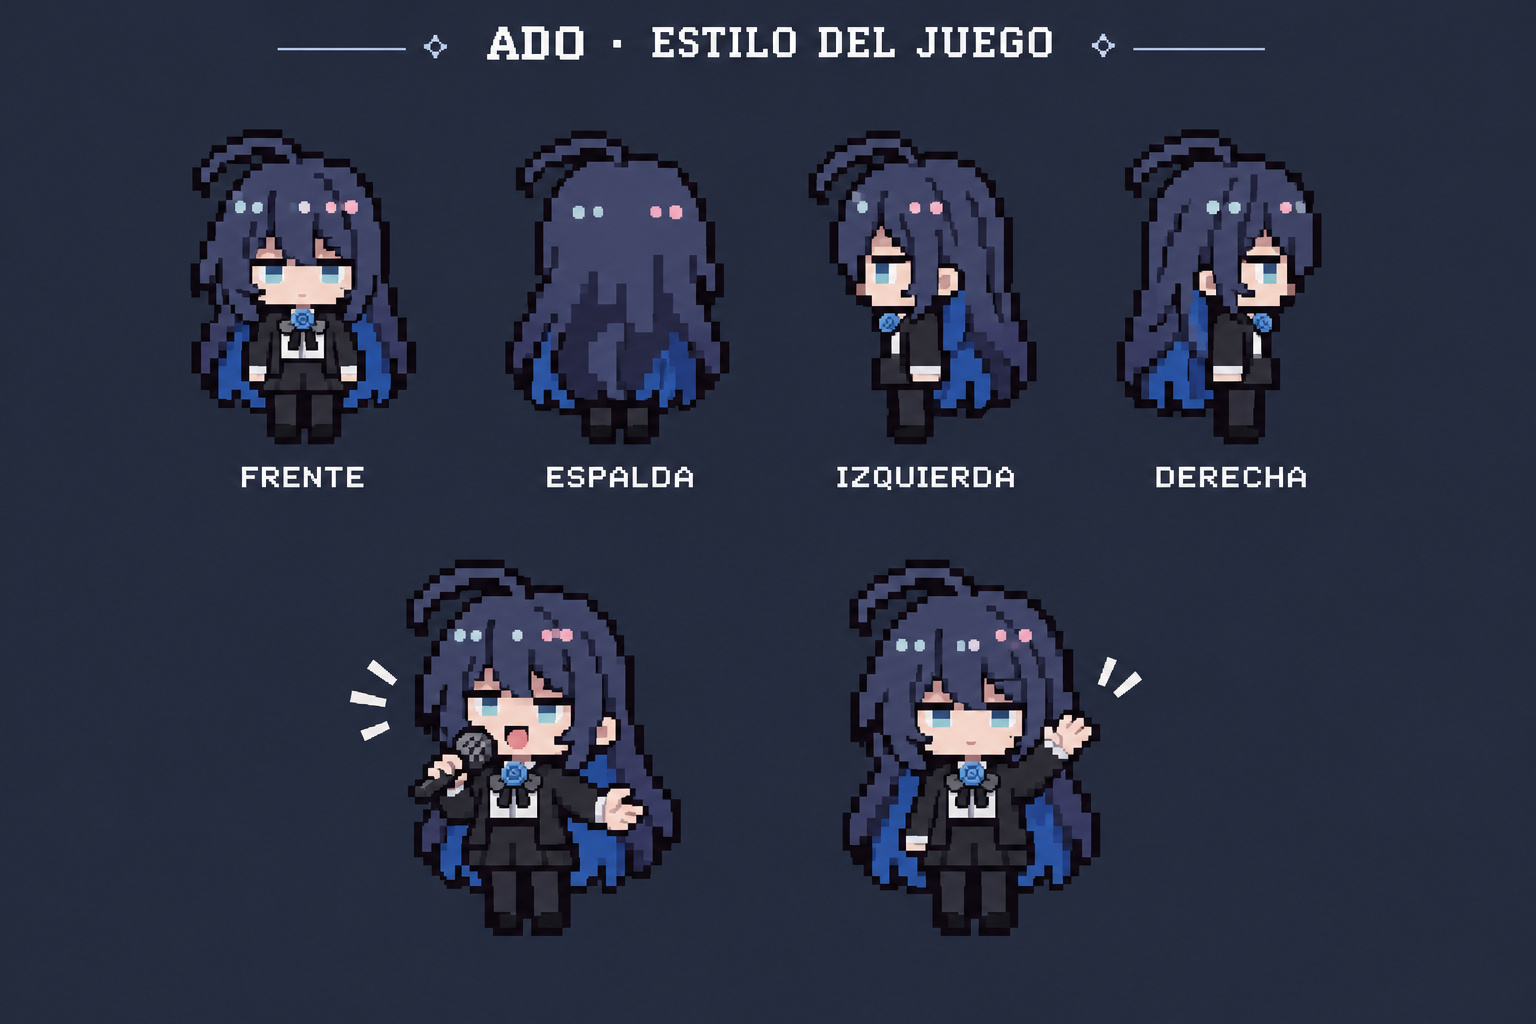 ADO · ESTILO DEL JUEGO
FRENTE
ESPALDA
IZQUIERDA
DERECHA